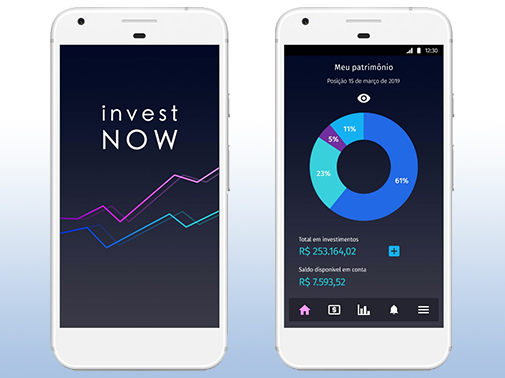 invest
NOW
12:30
Meu patrimônio
Posição 15 de março de 2019
11%
5%
23%
61%
Total em investimentos
R$ 253.164,02
Saldo disponível em conta
R$ 7.593,52